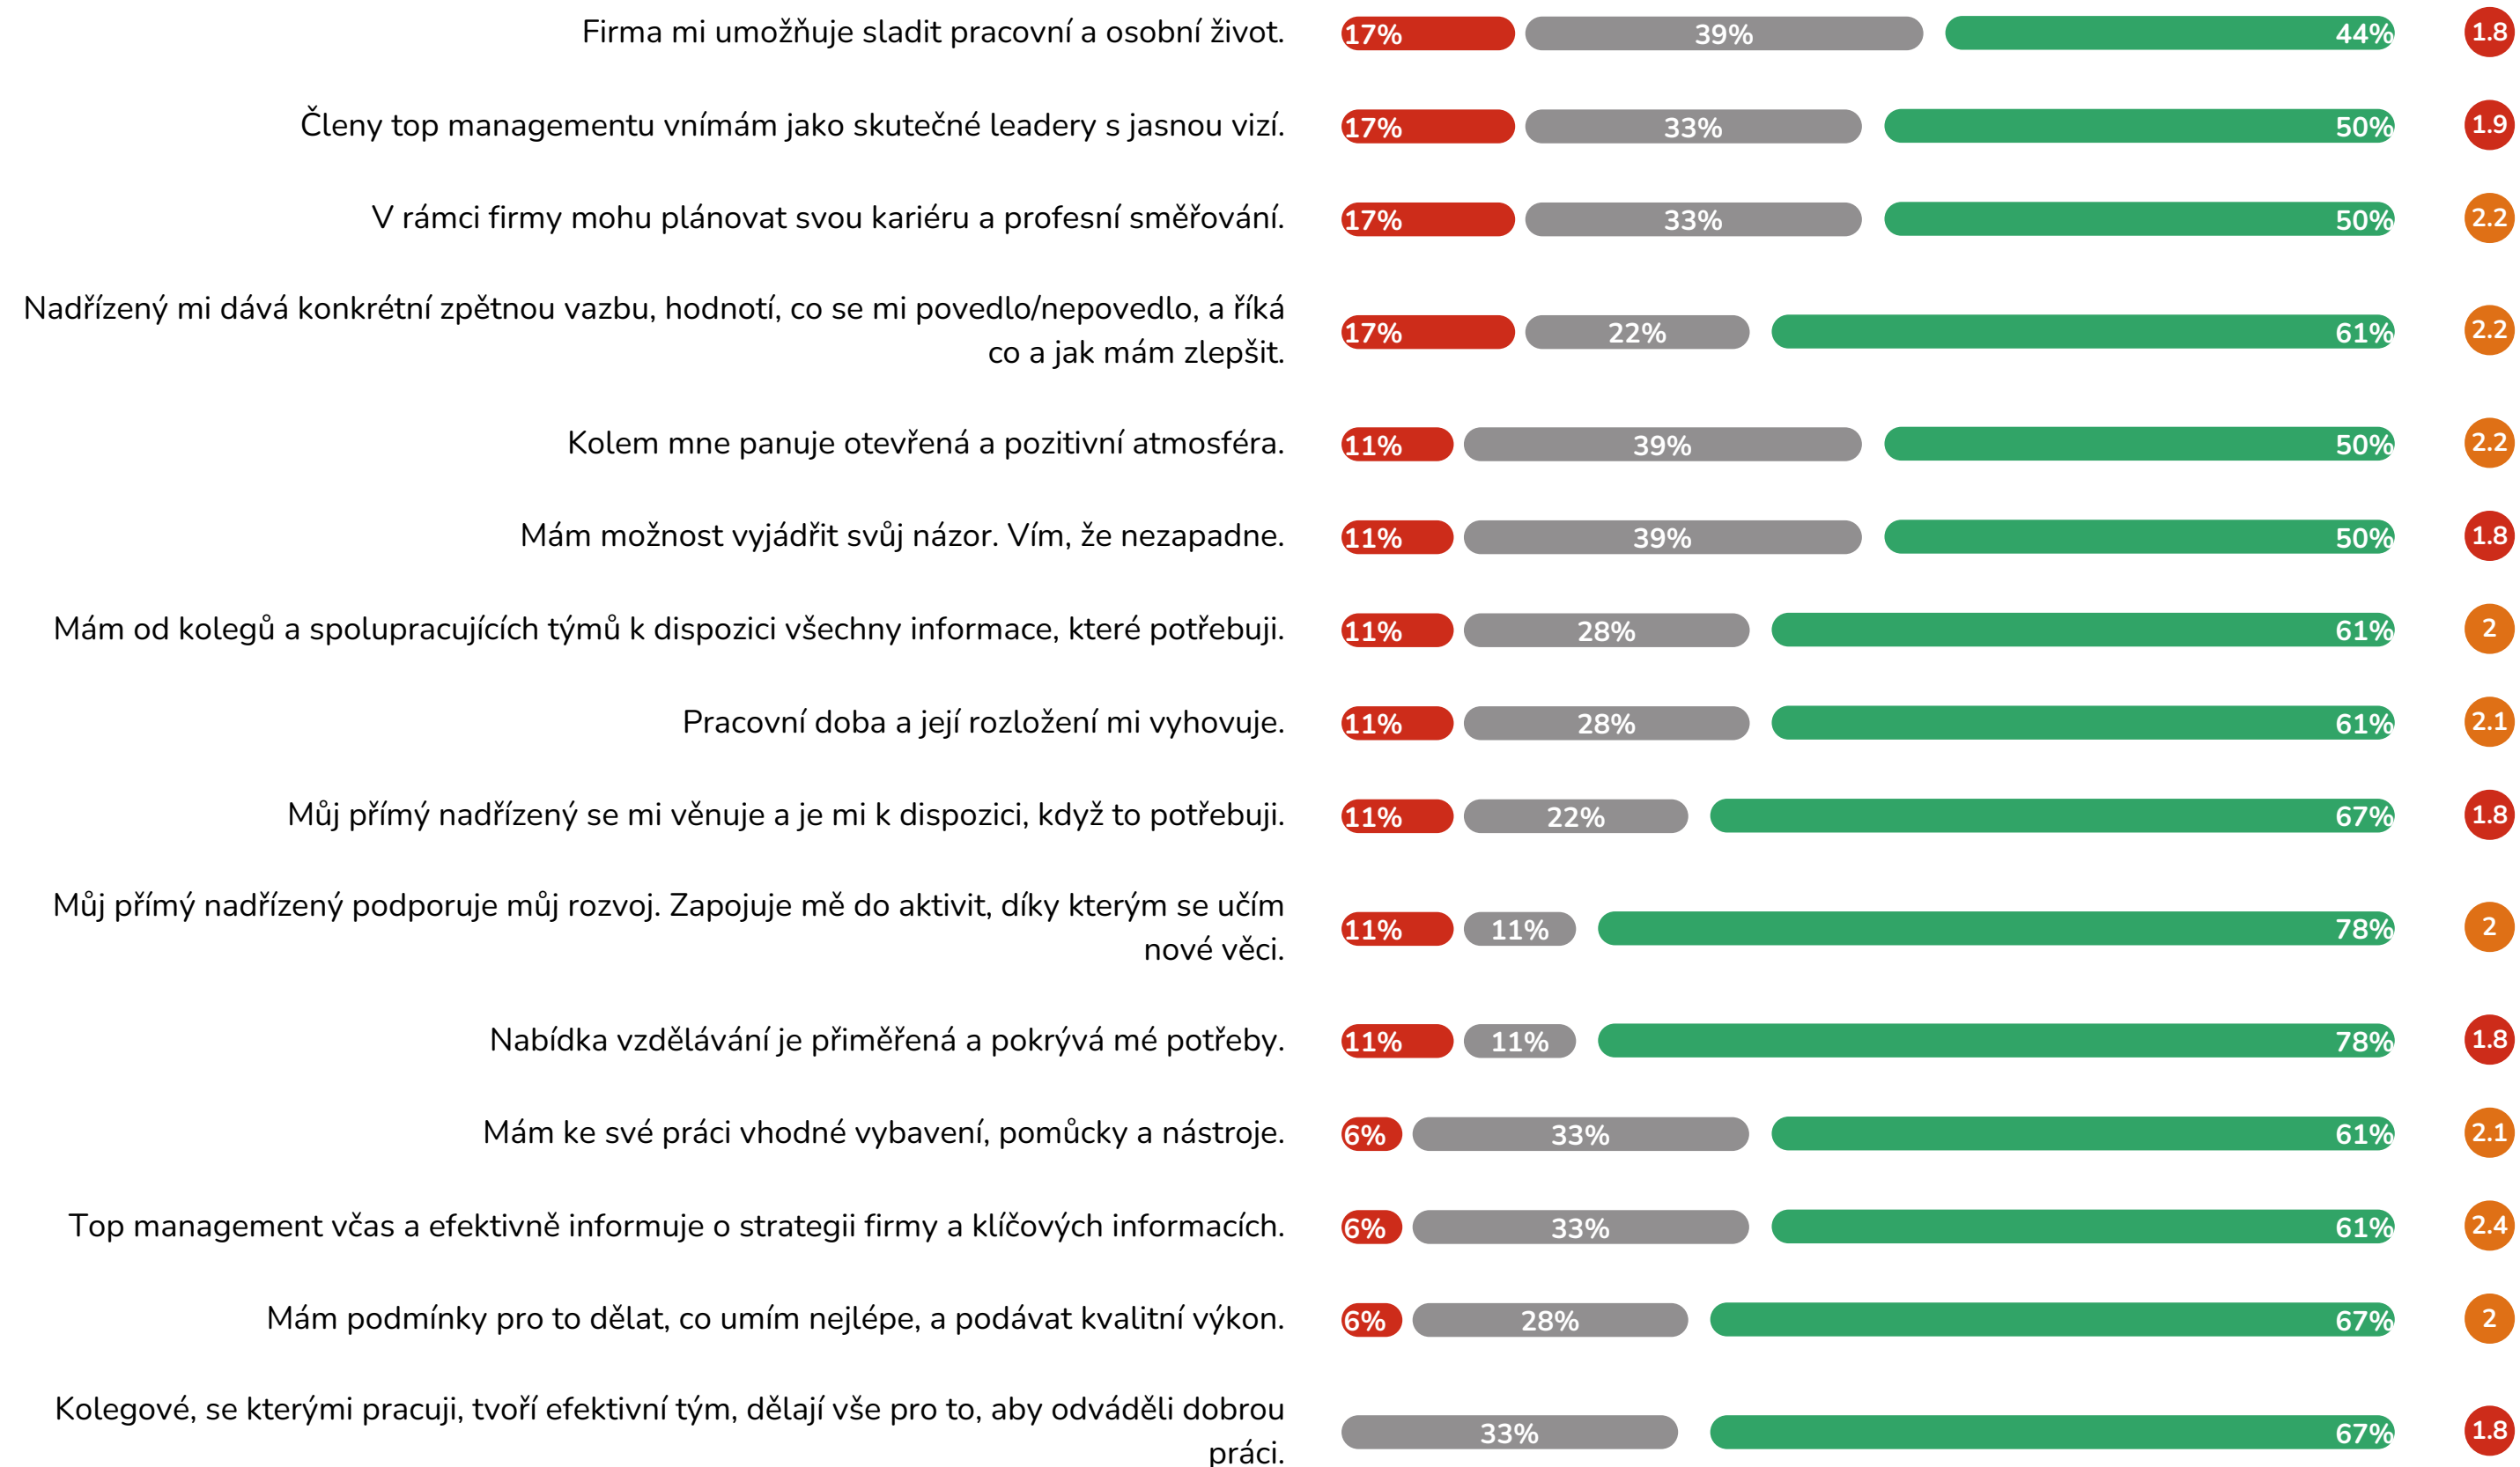 Firma mi umožňuje sladit pracovní a osobní život. 17% 39% 44% 1.8
Členy top managementu vnímám jako skutečné leadery s jasnou vizí. 17% 33% 50% 1.9
V rámci firmy mohu plánovat svou kariéru a profesní směřování. 17% 33% 50% 2.2
Nadřízený mi dává konkrétní zpětnou vazbu, hodnotí, co se mi povedlo/nepovedlo, a říká
co a jak mám zlepšit. 17% 22% 61% 2.2
Kolem mne panuje otevřená a pozitivní atmosféra. 11% 39% 50% 2.2
Mám možnost vyjádřit svůj názor. Vím, že nezapadne. 11% 39% 50% 1.8
Mám od kolegů a spolupracujících týmů k dispozici všechny informace, které potřebuji. 11% 28% 61% 2
Pracovní doba a její rozložení mi vyhovuje. 11% 28% 61% 2.1
Můj přímý nadřízený se mi věnuje a je mi k dispozici, když to potřebuji. 11% 22% 67% 1.8
Můj přímý nadřízený podporuje můj rozvoj. Zapojuje mě do aktivit, díky kterým se učím
nové věci. 11% 11% 78% 2
Nabídka vzdělávání je přiměřená a pokrývá mé potřeby. 11% 11% 78% 1.8
Mám ke své práci vhodné vybavení, pomůcky a nástroje. 6% 33% 61% 2.1
Top management včas a efektivně informuje o strategii firmy a klíčových informacích. 6% 33% 61% 2.4
Mám podmínky pro to dělat, co umím nejlépe, a podávat kvalitní výkon. 6% 28% 67% 2
Kolegové, se kterými pracuji, tvoří efektivní tým, dělají vše pro to, aby odváděli dobrou
práci. 33% 67% 1.8